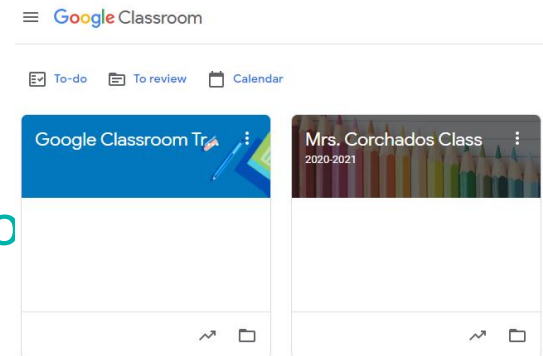 Google Classroom
To-do To review Calendar
Google Classroom Tr
Mrs. Corchados Class
2020-2021